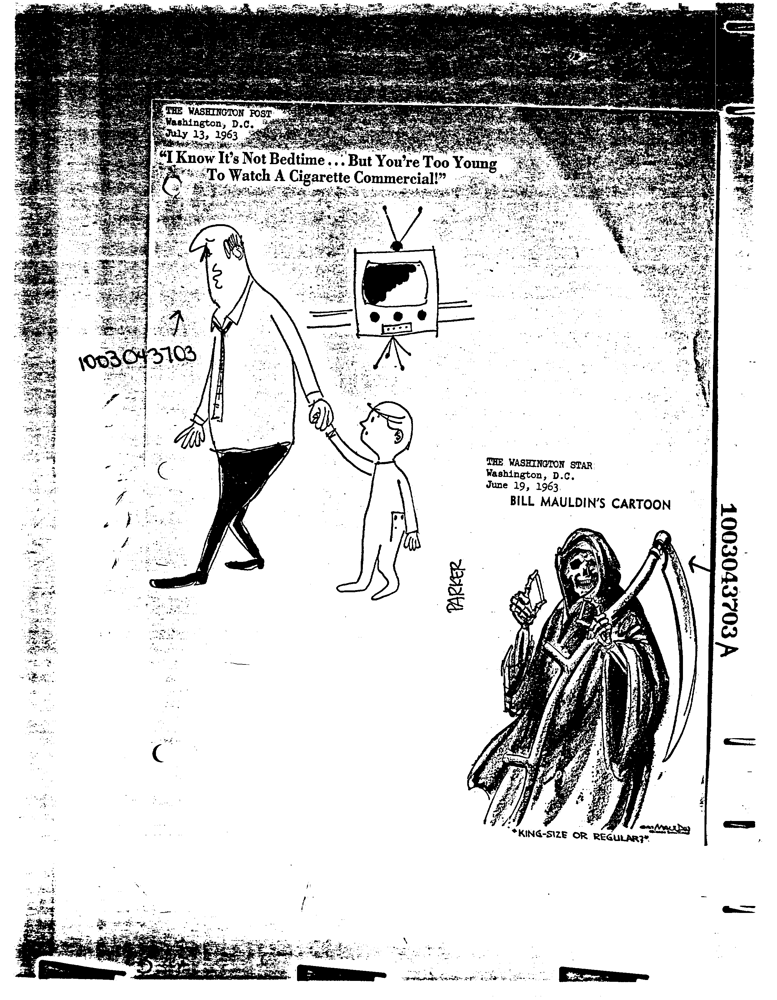 THE WASHINGTON POST
Washington, D.C.
July 13, 1963
"I Know It's Not Bedtime ... But You're Too Young
To Watch A Cigarette Commercial!"
1003043703
PARKER
THE WASHINGTON STAR
Washington, D.C.
June 19, 1963
BILL MAULDIN'S CARTOON
1003043703 A
"KING-SIZE OR REGULAR?"